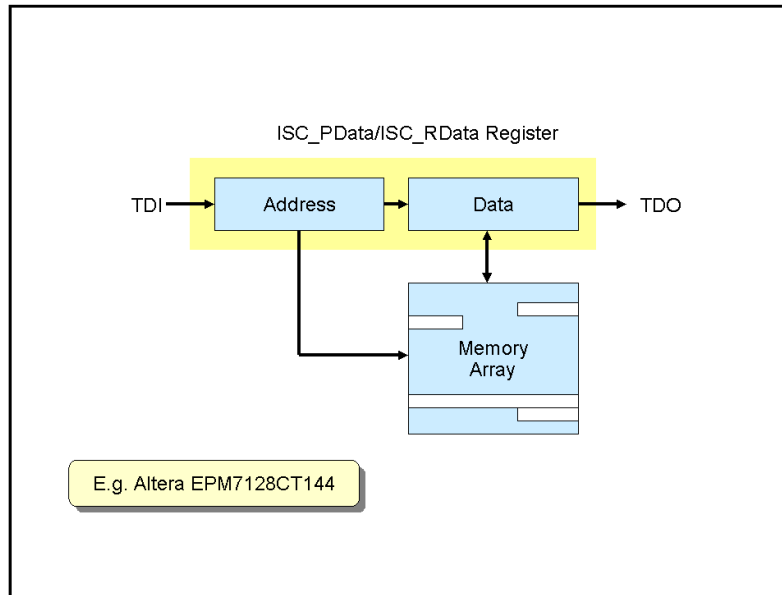 ISC_PData/ISC_RData Register
TDI
Address
Data
TDO
Memory
Array
E.g. Altera EPM7128CT144